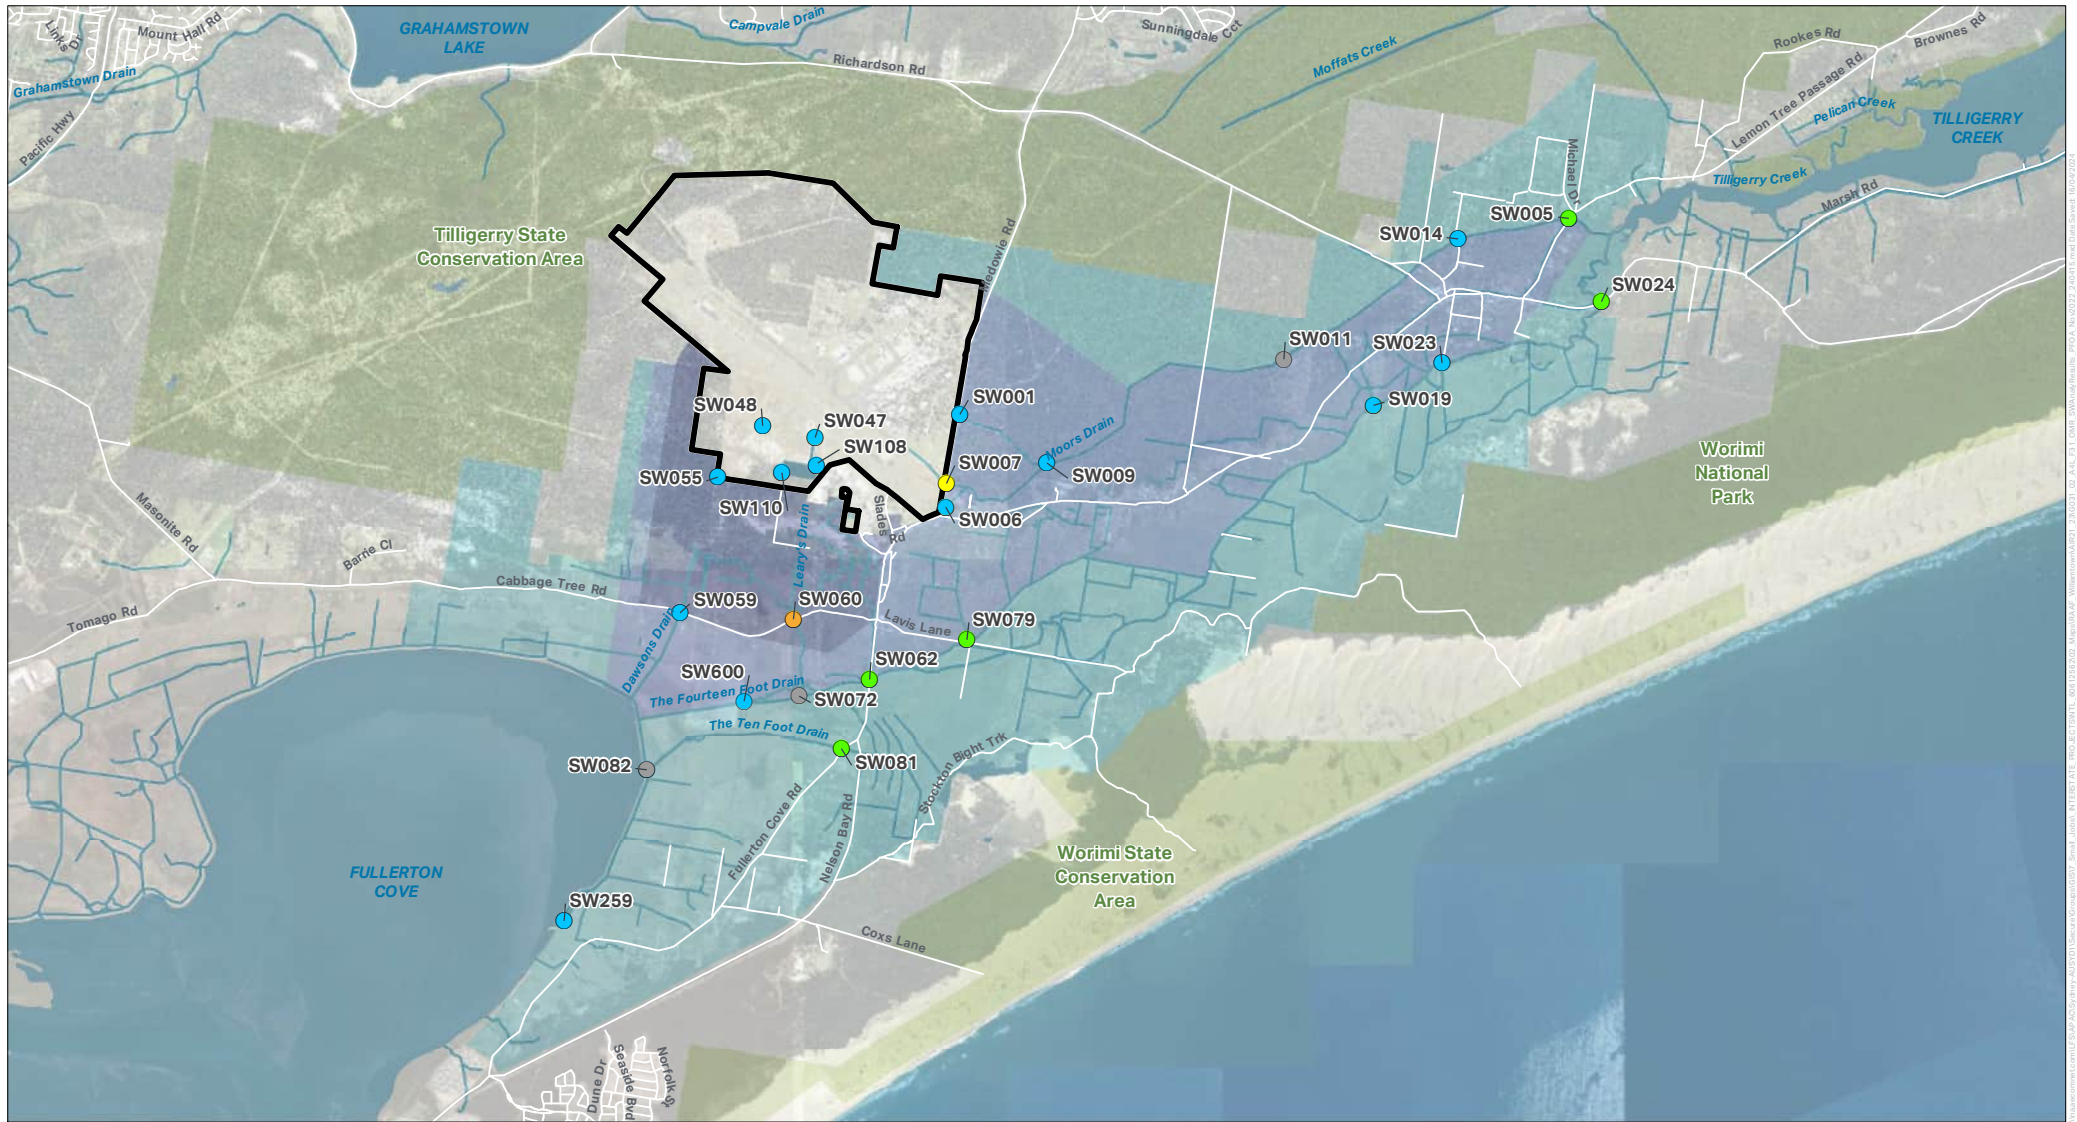 GRAHAMSTOWN
LAKE
Campvale Drain
Links Dr
Mount Hall Rd
Sunningdale Cct
Richardson Rd
Moffats Creek
Rookes Rd
Brownes Rd
Grahamstown Drain
Pacific Hwy
Lemon Tree Passage Rd
Pelican Creek
TILLIGERRY
CREEK
Michael Dr
Tilligerry Creek
Marsh Rd
SW005
SW014
Tilligerry State
Conservation Area
Medowie Rd
SW024
SW011
SW023
SW001
SW019
SW048
SW047
SW108
Moors Drain
SW007
SW009
SW055
SW110
SW006
Worimi
National
Park
Slades
Rd
Leary's Drain
Masonite Rd
Barrie Cl
Cabbage Tree Rd
Tomago Rd
SW059
SW060
Lavis Lane
SW079
Dawsons Drain
SW062
SW600
The Fourteen Foot Drain
SW072
The Ten Foot Drain
SW082
SW081
Stockton Bight Trk
Fullerton Cove Rd
Nelson Bay Rd
FULLERTON
COVE
Worimi State
Conservation
Area
SW259
Coxs Lane
Dune Dr
Seaside Bvd
Norfolk St